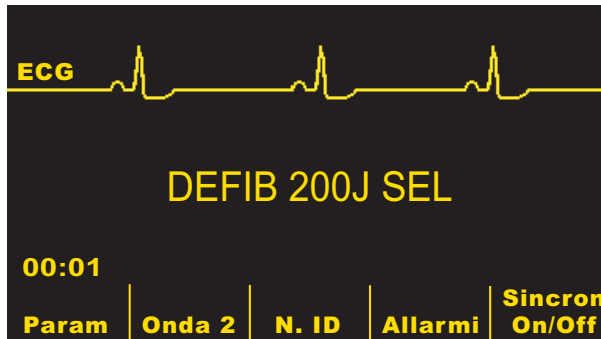 ECG
DEFIB 200J SEL
00:01
Param Onda 2 N. ID Allarmi Sincron On/Off